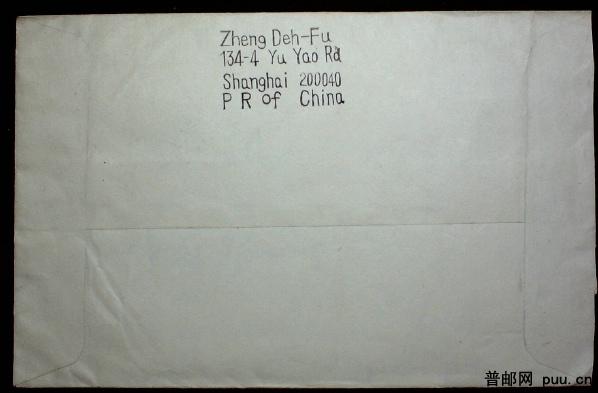 Zheng Deh-Fu
134-4 Yu Yao Rd
Shanghai 200040
P R of China
普邮网 puu.cn